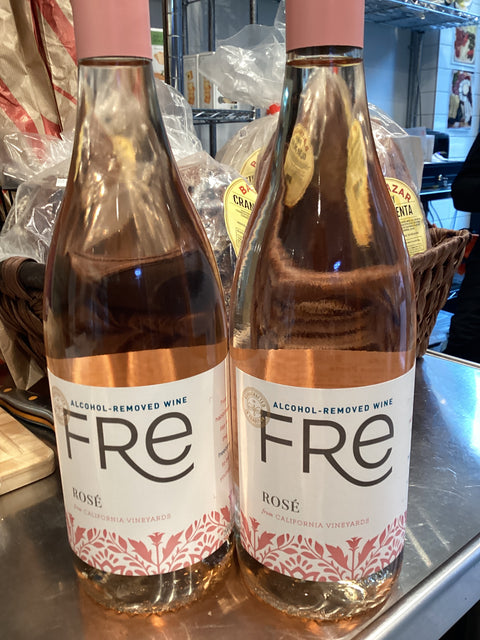 ALCOHOL-REMOVED WINE
FRe
ROSÉ
from CALIFORNIA VINEYARDS
ALCOHOL-REMOVED WINE
FRe
ROSÉ
from CALIFORNIA VINEYARDS